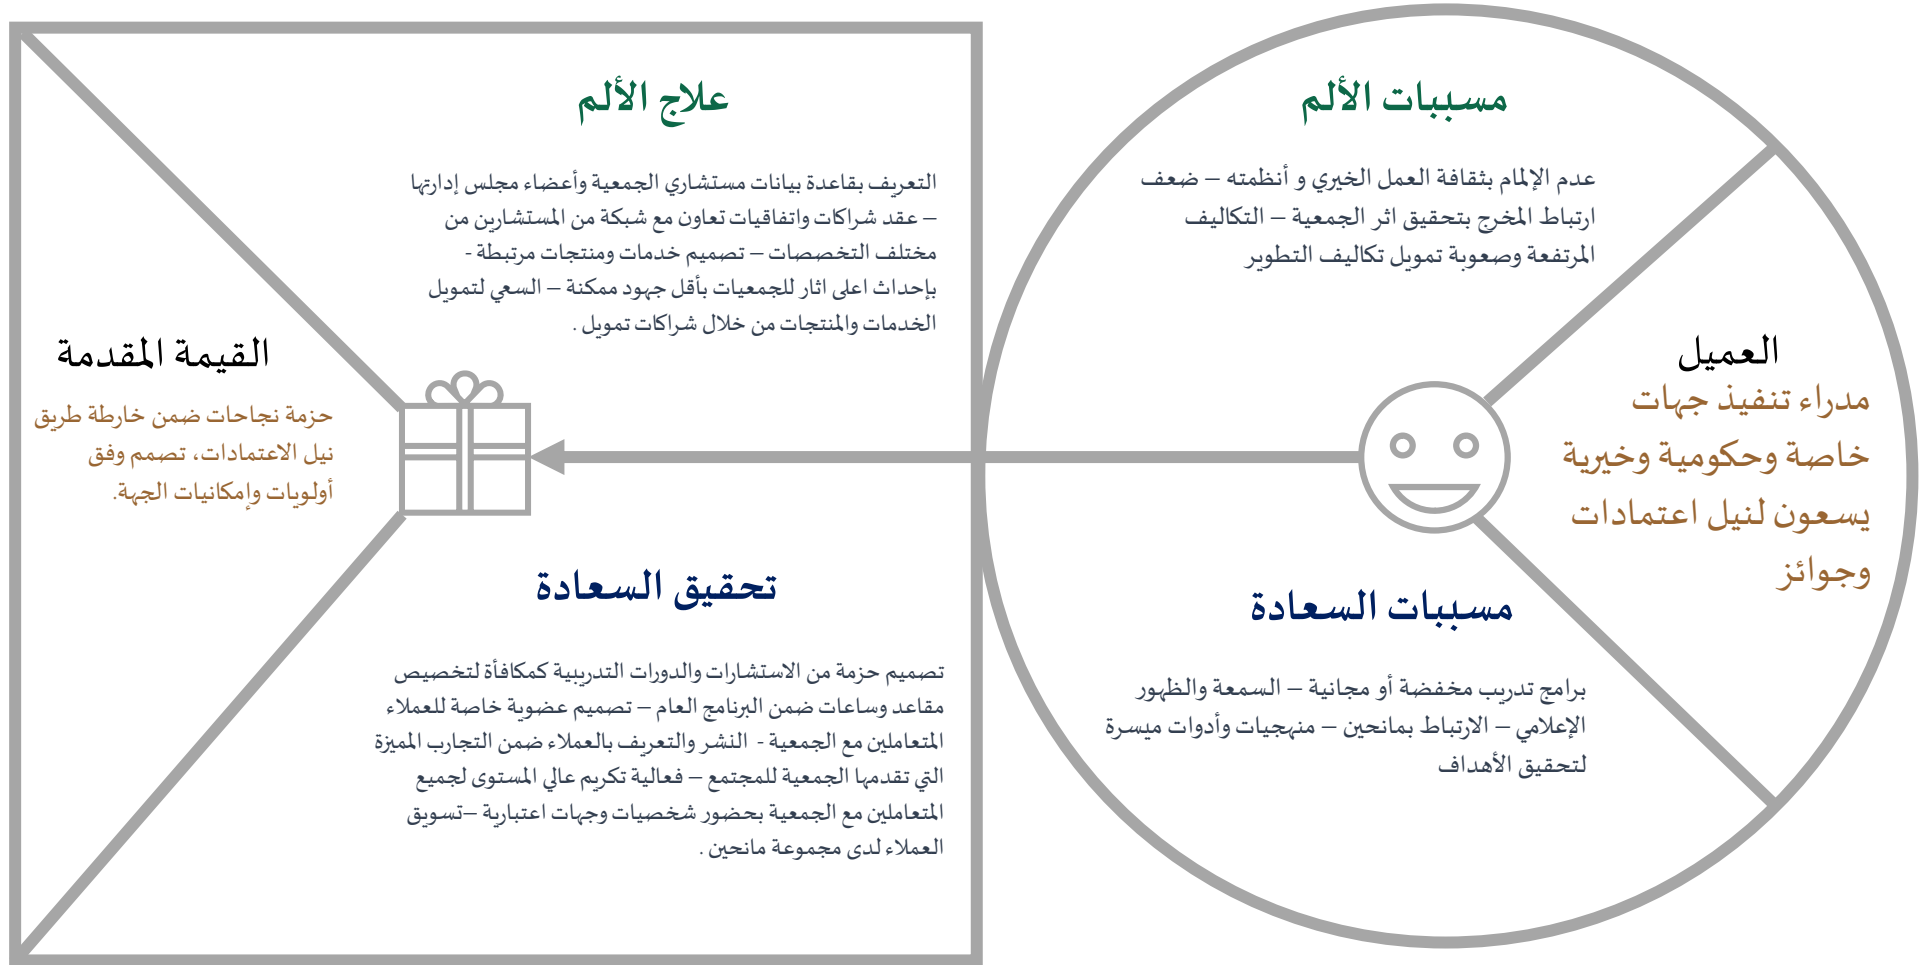 العميل
مدراء تنفيذ جهات
خاصة وحكومية وخيرية
يسعون لنيل اعتمادات
وجوائز
مسببات الألم
عدم الإلمام بثقافة العمل الخيري و أنظمته – ضعف
ارتباط المخرج بتحقيق اثر الجمعية – التكاليف
المرتفعة وصعوبة تمويل تكاليف التطوير
مسببات السعادة
برامج تدريب مخفضة أو مجانية – السمعة والظهور
الإعلامي – الارتباط بمانحين – منهجيات وأدوات ميسرة
لتحقيق الأهداف
علاج الألم
التعريف بقاعدة بيانات مستشاري الجمعية وأعضاء مجلس إدارتها
– عقد شراكات واتفاقيات تعاون مع شبكة من المستشارين من
مختلف التخصصات – تصميم خدمات ومنتجات مرتبطة -
بإحداث اعلى اثار للجمعيات بأقل جهود ممكنة – السعي لتمويل
الخدمات والمنتجات من خلال شراكات تمويل .
تحقيق السعادة
تصميم حزمة من الاستشارات والدورات التدريبية كمكافأة لتخصيص
مقاعد وساعات ضمن البرنامج العام – تصميم عضوية خاصة للعملاء
المتعاملين مع الجمعية - النشر والتعريف بالعملاء ضمن التجارب المميزة
التي تقدمها الجمعية للمجتمع – فعالية تكريم عالي المستوى لجميع
المتعاملين مع الجمعية بحضور شخصيات وجهات اعتبارية –تسويق
العملاء لدى مجموعة مانحين .
القيمة المقدمة
حزمة نجاحات ضمن خارطة طريق
نيل الاعتمادات، تصمم وفق
أولويات وإمكانيات الجهة.